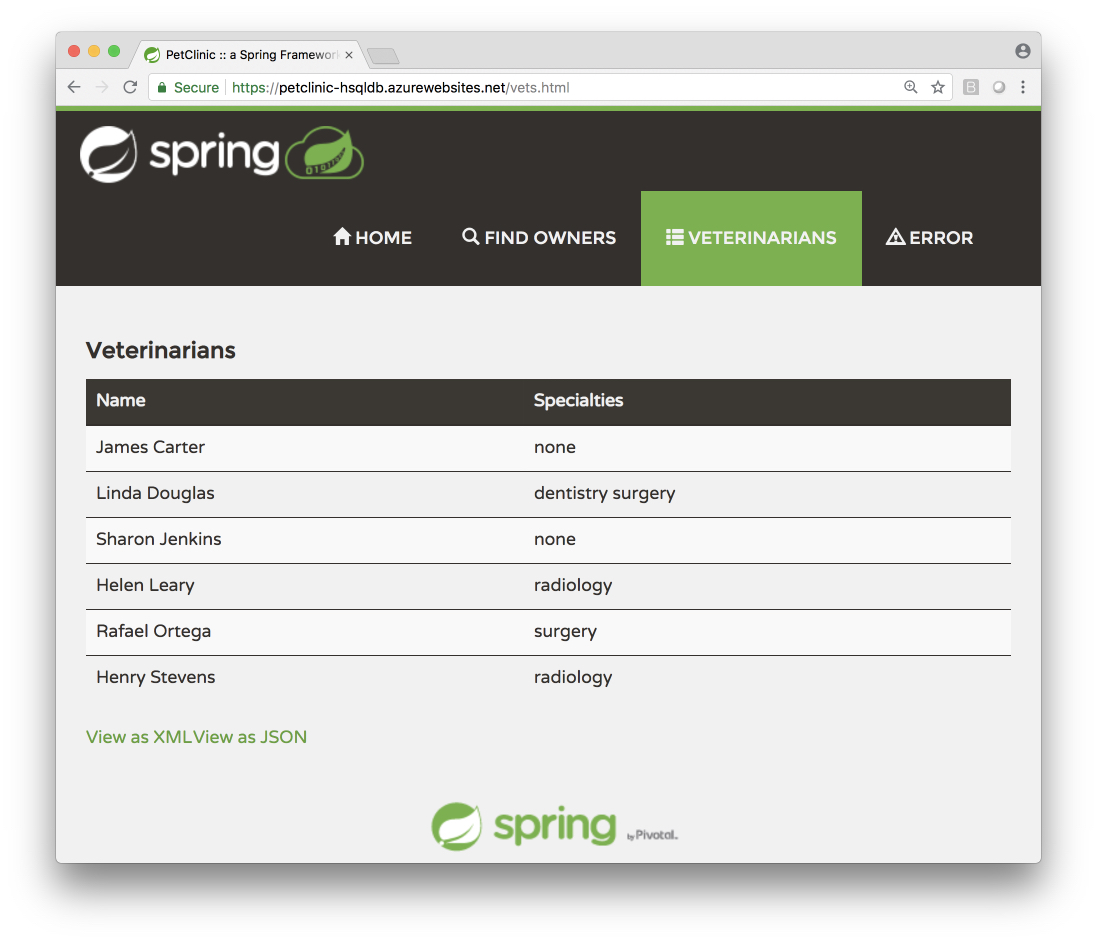 PetClinic :: a Spring Framewor
Secure https://petclinic-hsqldb.azurewebsites.net/vets.html
spring 01011
HOME FIND OWNERS VETERINARIANS ERROR
Veterinarians
Name Specialties
James Carter none
Linda Douglas dentistry surgery
Sharon Jenkins none
Helen Leary radiology
Rafael Ortega surgery
Henry Stevens radiology
View as XMLView as JSON
spring by Pivotal.